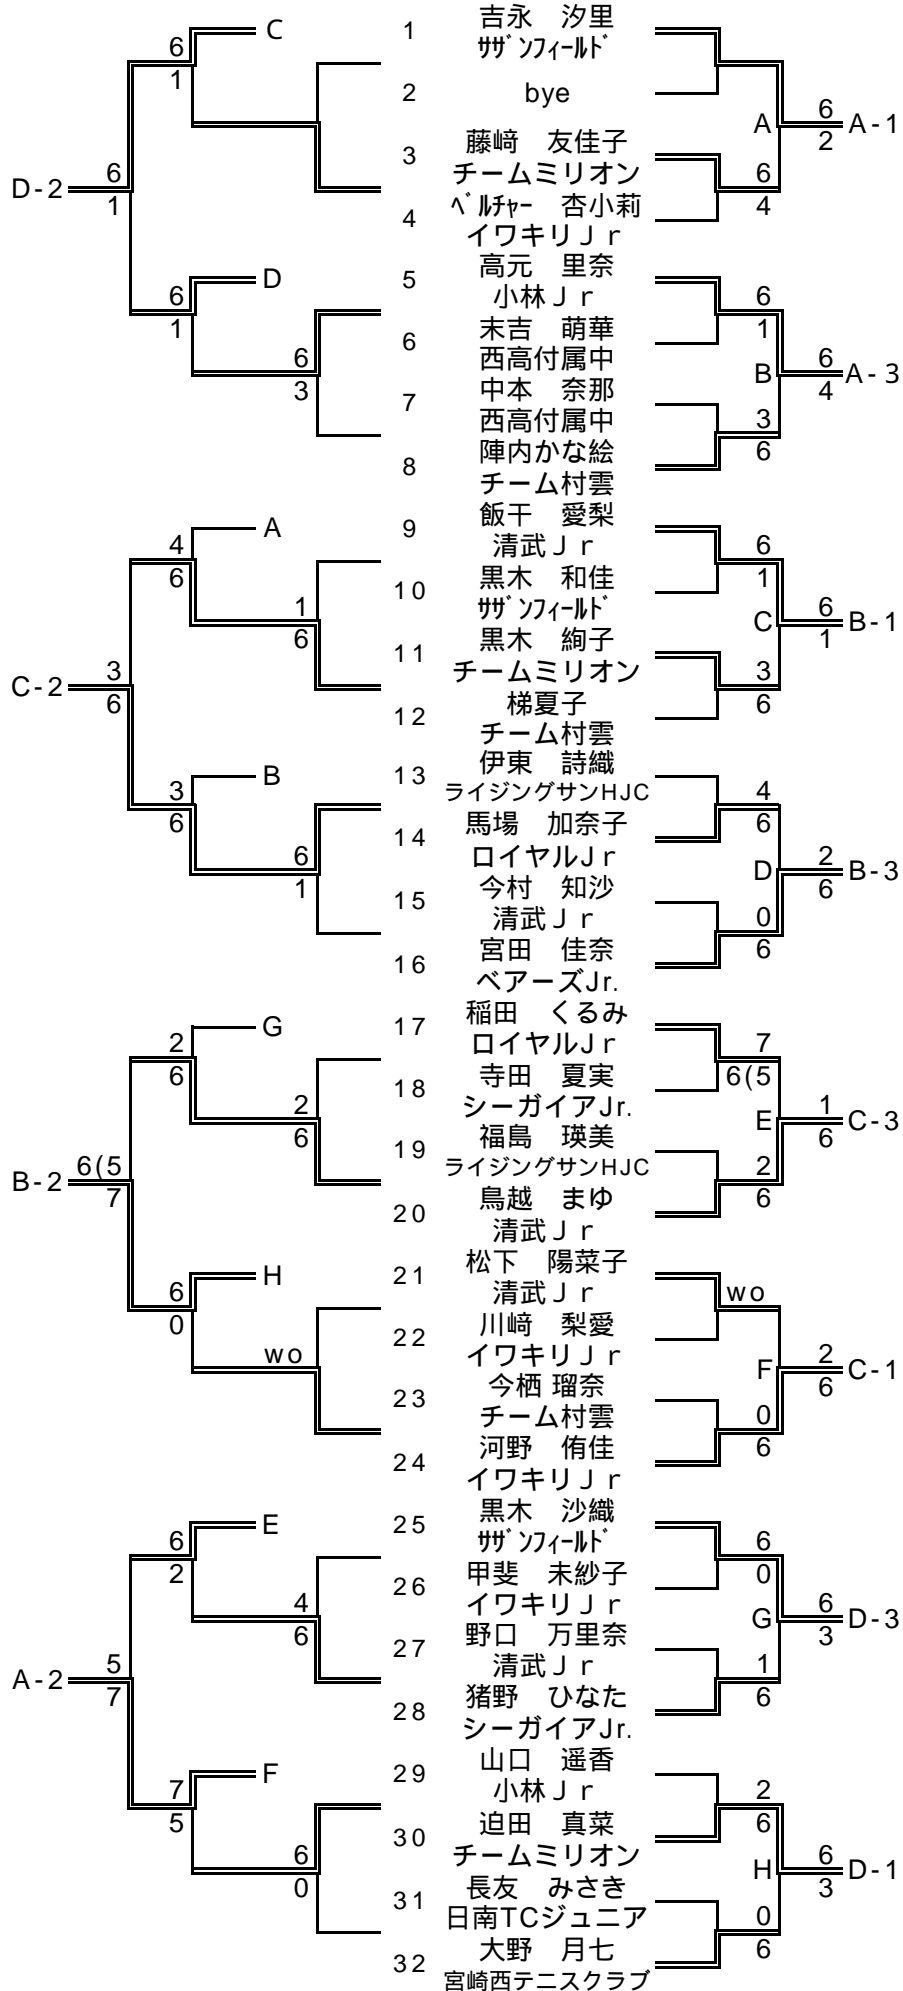 C 1 吉永　汐里
6 ｻｻﾞﾝﾌｨｰﾙﾄﾞ
1
2 bye 6
A A-1
藤﨑　友佳子 2
3
チームミリオン 6
D-2 6
1 ﾍﾞﾙﾁｬｰ　杏小莉 4
4
イワキリＪｒ
D 5 高元　里奈
6 小林Ｊｒ 6
1 末吉　萌華 1
6 6
6 西高付属中
3 中本　奈那 B 4 A-3
7
西高付属中 3
陣内かな絵 6
8
チーム村雲
A 9 飯干　愛梨
4 清武Ｊｒ 6
6 黒木　和佳 1
10
1 ｻｻﾞﾝﾌｨｰﾙﾄﾞ 6
6 黒木　絢子 C 1 B-1
11
C-2 3 チームミリオン 3
6 梯夏子 6
12
チーム村雲
B 13 伊東　詩織
3 ライジングサンHJC 4
6 馬場　加奈子 6
14
6 ロイヤルJｒ 2
1 今村　知沙 D 6 B-3
15
清武Ｊｒ 0
宮田　佳奈 6
16
ベアーズJr.
G 17 稲田　くるみ
2 ロイヤルJｒ 7
6 寺田　夏実 6(5
18
2 シーガイアJr. 1
6 福島　瑛美 E 6 C-3
19
B-2 6(5 ライジングサンHJC 2
7 鳥越　まゆ 6
20
清武Ｊｒ
H 21 松下　陽菜子
6 清武Ｊｒ wo
0 川﨑　梨愛
22
wo イワキリＪｒ 2
今栖 瑠奈 F 6 C-1
23
チーム村雲 0
河野　侑佳 6
24
イワキリＪｒ
E 25 黒木　沙織
6 ｻｻﾞﾝﾌｨｰﾙﾄﾞ 6
2 甲斐　未紗子 0
26
4 イワキリＪｒ 6
6 野口　万里奈 G 3 D-3
27
A-2 5 清武Ｊｒ 1
7 猪野　ひなた 6
28
シーガイアJr.
F 29 山口　遥香
7 小林Ｊｒ 2
5 迫田　真菜 6
30
6 チームミリオン 6
0 長友　みさき H 3 D-1
31
日南TCジュニア 0
大野　月七 6
32
宮崎西テニスクラブ